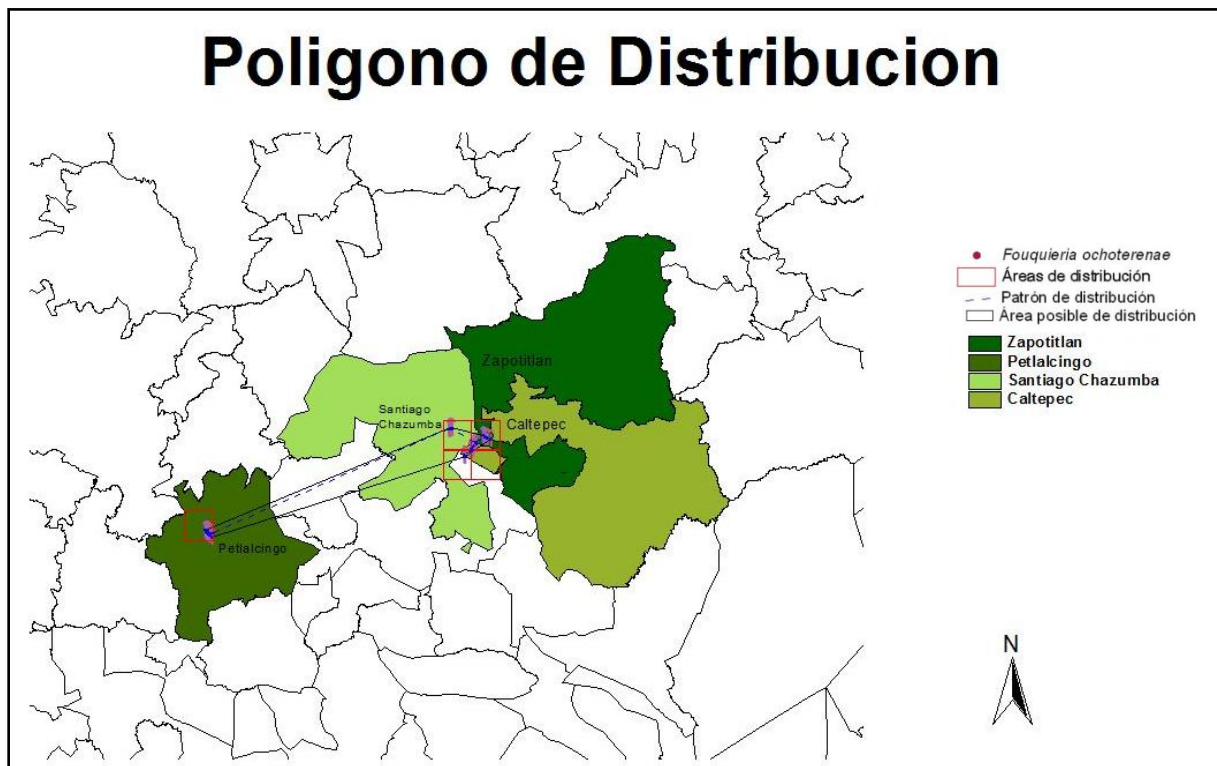 Poligono de Distribucion
Zapotitlan
Santiago
Chazumba
Caltepec
Petlalcingo
Fouquieria ochoterenae
Áreas de distribución
Patrón de distribución
Área posible de distribución
Zapotitlan
Petlalcingo
Santiago Chazumba
Caltepec
N